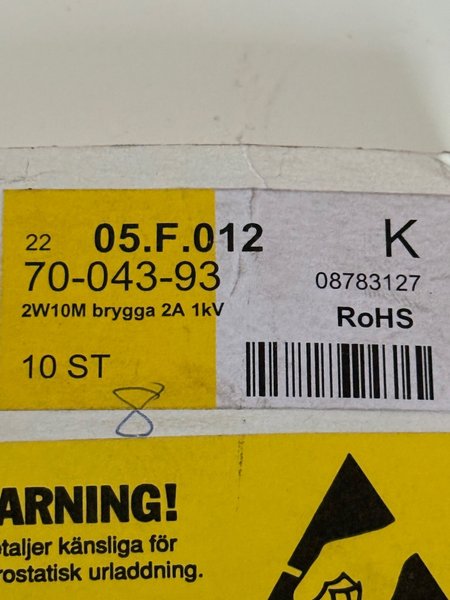 22 05.F.012 K
70-043-93 08783127
2W10M brygga 2A 1kV RoHS
10 ST
8
ARNING!
etaljer känsliga för
rostatisk urladdning.